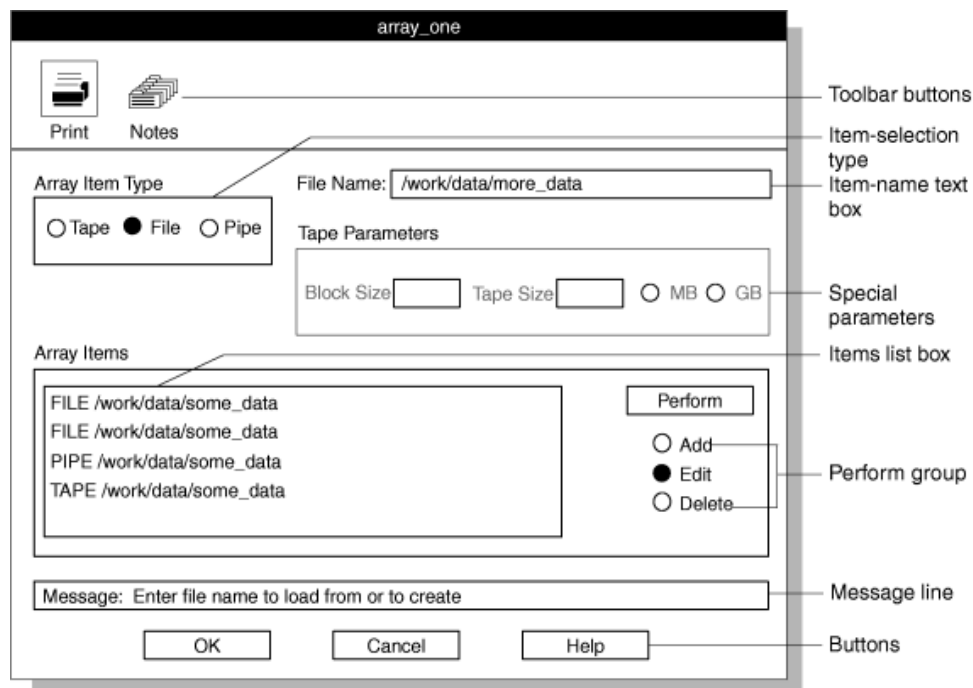 array_one
Print Notes
Toolbar buttons
Item-selection
type
Array Item Type
File Name: /work/data/more_data
Item-name text
box
Tape File Pipe
Tape Parameters
Block Size Tape Size MB GB
Special
parameters
Array Items
Items list box
FILE /work/data/some_data
FILE /work/data/some_data
PIPE /work/data/some_data
TAPE /work/data/some_data
Perform
Add
Edit
Delete
Perform group
Message: Enter file name to load from or to create
Message line
OK Cancel Help
Buttons